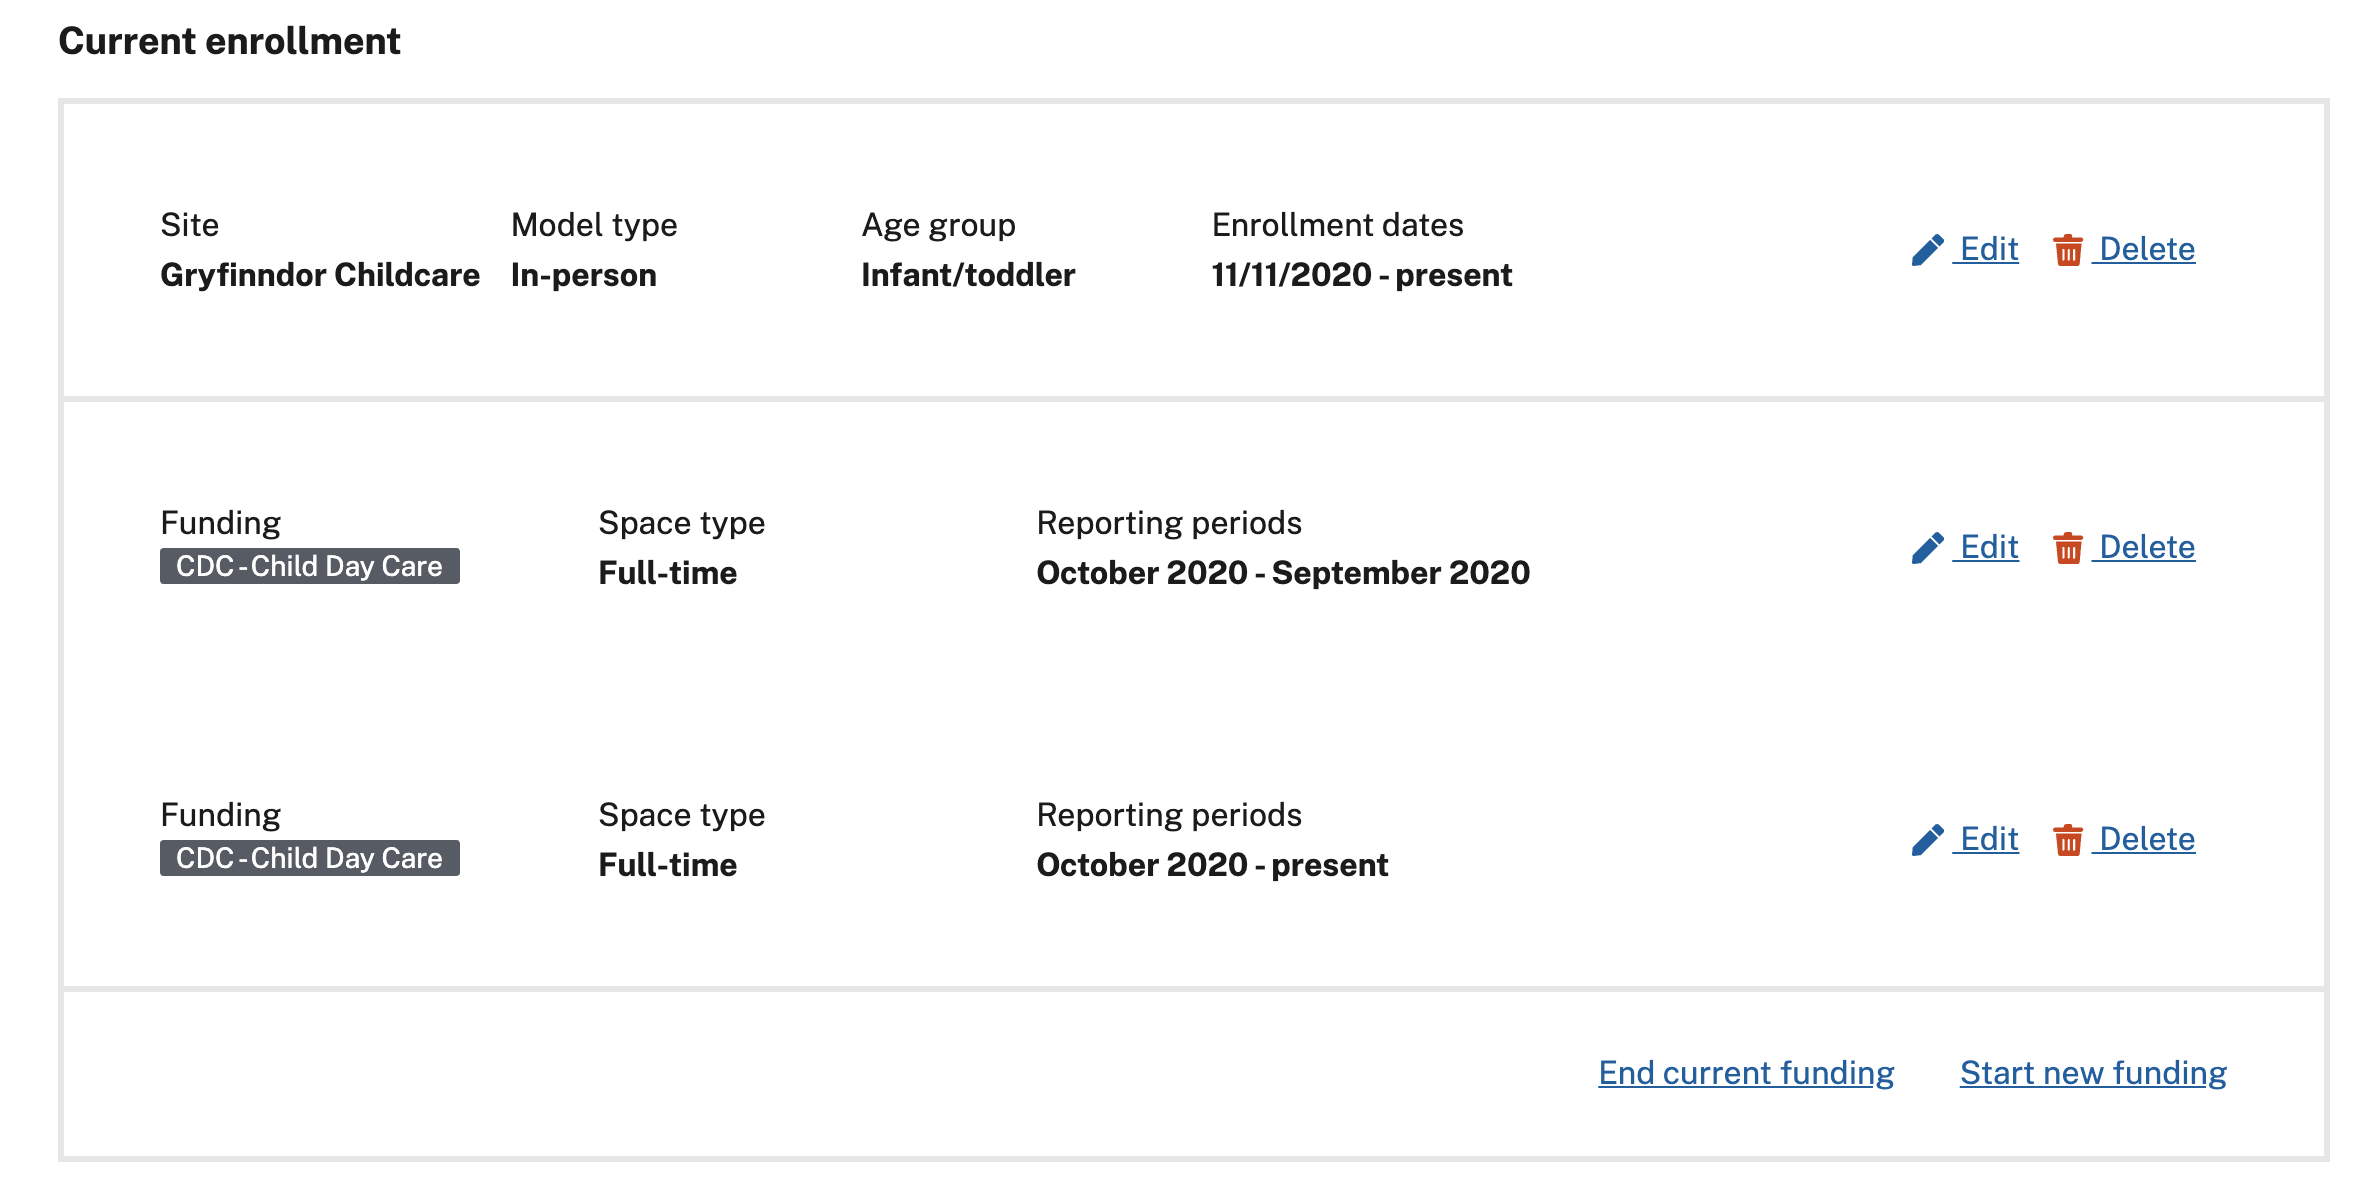 Current enrollment
Site Model type Age group Enrollment dates
Gryfinndor Childcare In-person Infant/toddler 11/11/2020 - present
Edit Delete
Funding Space type Reporting periods
CDC - Child Day Care Full-time October 2020 - September 2020
Edit Delete
Funding Space type Reporting periods
CDC - Child Day Care Full-time October 2020 - present
Edit Delete
End current funding Start new funding